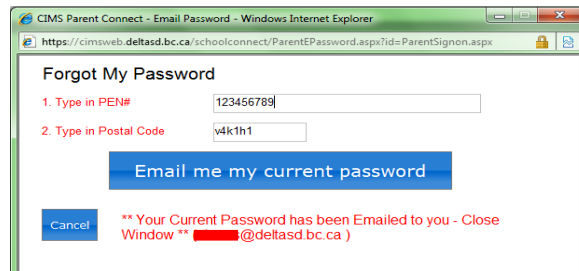 CIMS Parent Connect - Email Password - Windows Internet Explorer
https://cimsweb.deltasd.bc.ca/schoolconnect/ParentEPassword.aspx?id=ParentSignon.aspx
Forgot My Password
1. Type in PEN# 123456789
2. Type in Postal Code v4k1h1
Email me my current password
Cancel ** Your Current Password has been Emailed to you - Close
Window ** s@deltasd.bc.ca )